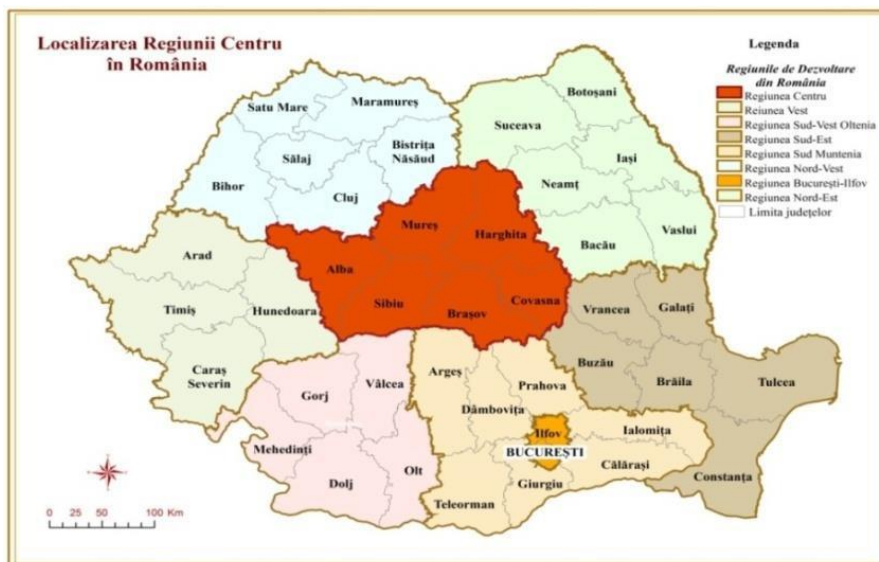 Localizarea Regiunii Centru
în România
Legenda
Regiunile de Dezvoltare
din România
Regiunea Centru
Reiunea Vest
Regiunea Sud-Vest Oltenia
Regiunea Sud-Est
Regiunea Sud Muntenia
Regiunea Nord-Vest
Regiunea București-Ilfov
Regiunea Nord-Est
Limita județelor
Satu Mare
Maramureș
Botoșani
Suceava
Bistrița
Năsăud
Sălaj
Iași
Bihor
Cluj
Neamț
Mureș
Harghita
Vaslui
Bacău
Arad
Alba
Timiș
Hunedoara
Sibiu
Brașov
Covasna
Vrancea
Galați
Caraș
Severin
Gorj
Vâlcea
Argeș
Prahova
Buzău
Brăila
Tulcea
Dâmbovița
Ilfov
Ialomița
BUCUREȘTI
Mehedinți
Dolj
Olt
Teleorman
Giurgiu
Călărași
Constanța
0 25 50 100 Km